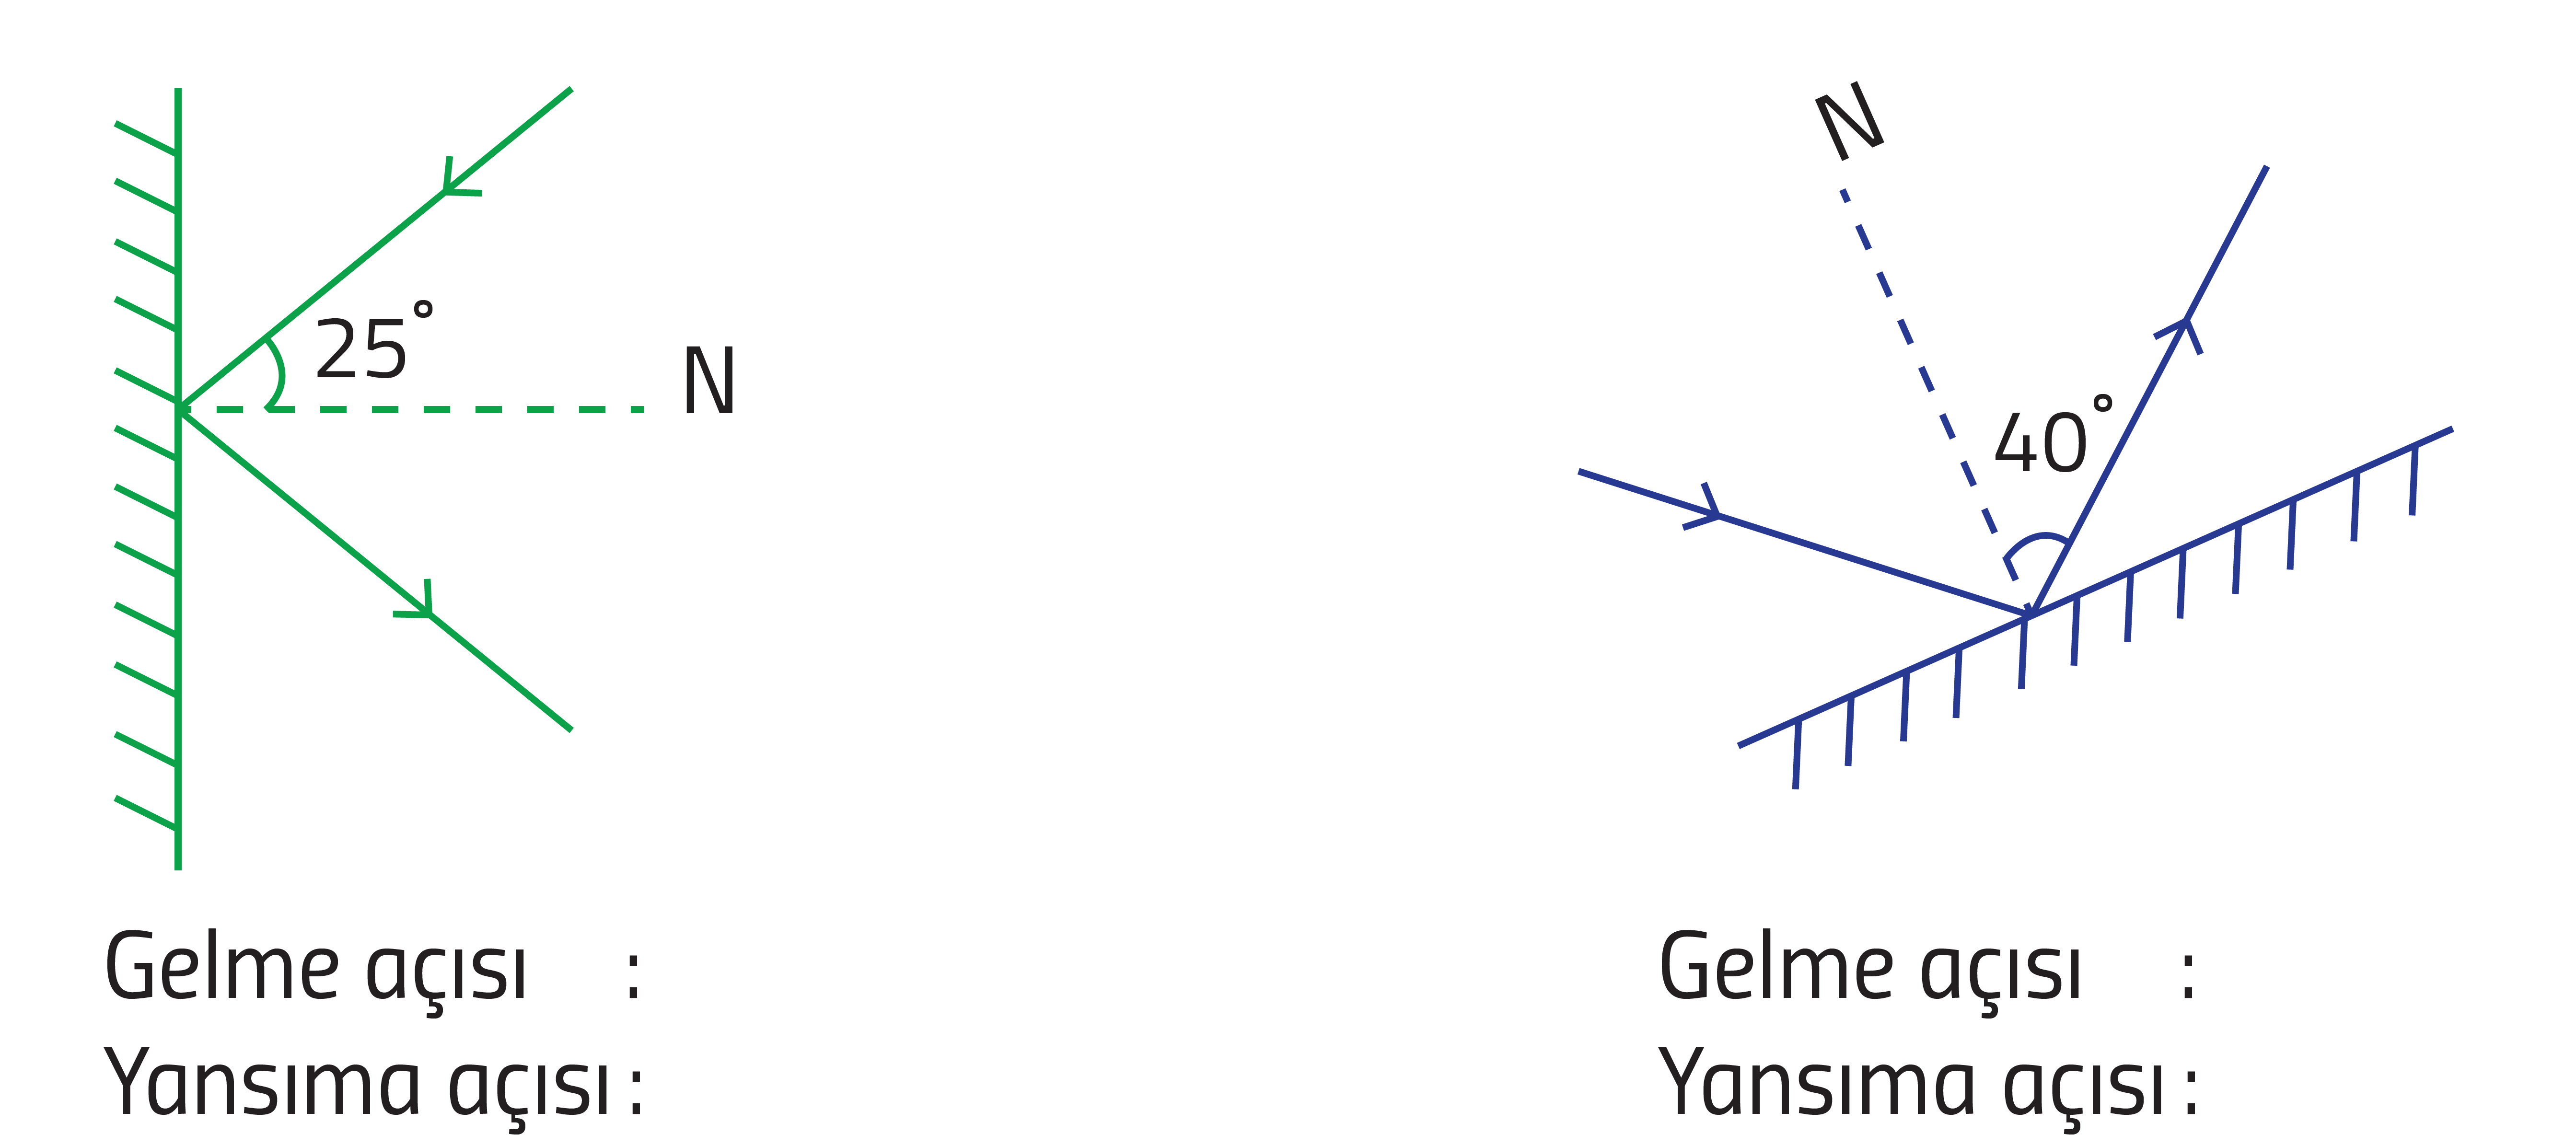 25°
N
Gelme açısı :
Yansıma açısı :
N
40°
Gelme açısı :
Yansıma açısı :